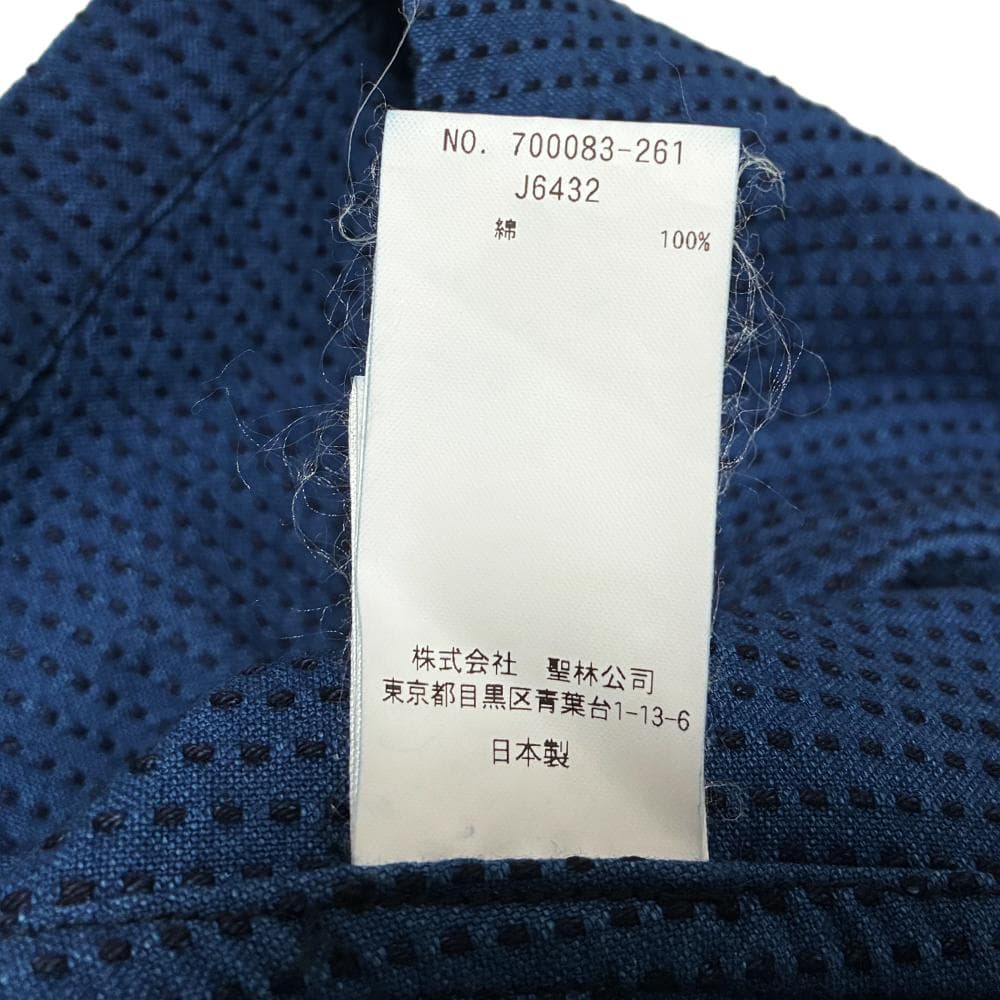 NO. 700083-261
J6432
綿 100%
株式会社 聖林公司
東京都目黒区青葉台1-13-6
日本製